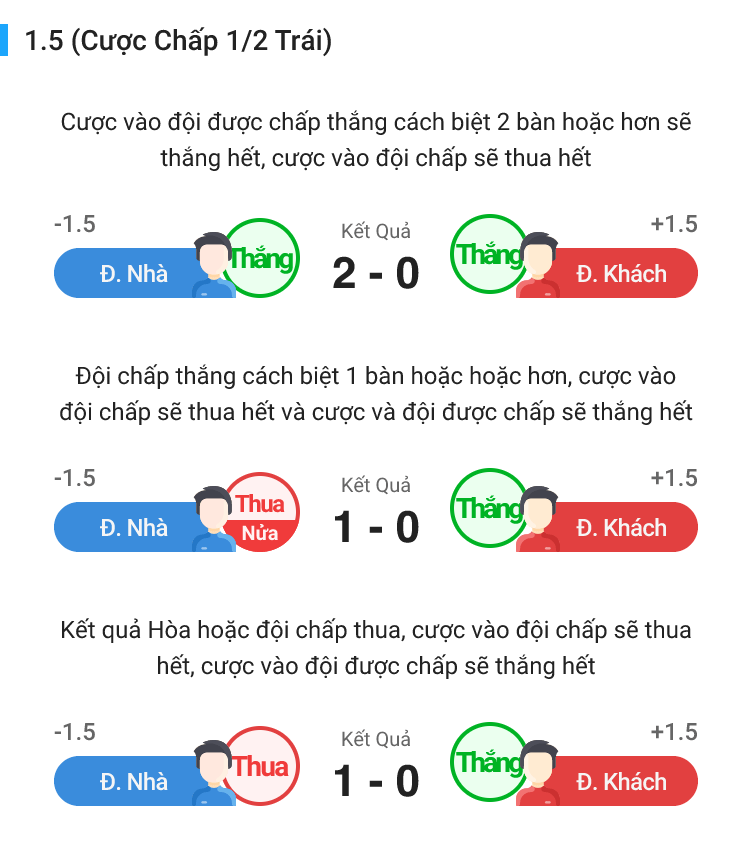 1.5 (Cược Chấp 1/2 Trái)
Cược vào đội được chấp thắng cách biệt 2 bàn hoặc hơn sẽ
thắng hết, cược vào đội chấp sẽ thua hết
-1.5
Đ. Nhà
Thắng
Kết Quả
2 - 0
Thắng
+1.5
Đ. Khách
Đội chấp thắng cách biệt 1 bàn hoặc hoặc hơn, cược vào
đội chấp sẽ thua hết và cược và đội được chấp sẽ thắng hết
-1.5
Đ. Nhà
Thua
Nửa
Kết Quả
1 - 0
Thắng
+1.5
Đ. Khách
Kết quả Hòa hoặc đội chấp thua, cược vào đội chấp sẽ thua
hết, cược vào đội được chấp sẽ thắng hết
-1.5
Đ. Nhà
Thua
Kết Quả
1 - 0
Thắng
+1.5
Đ. Khách